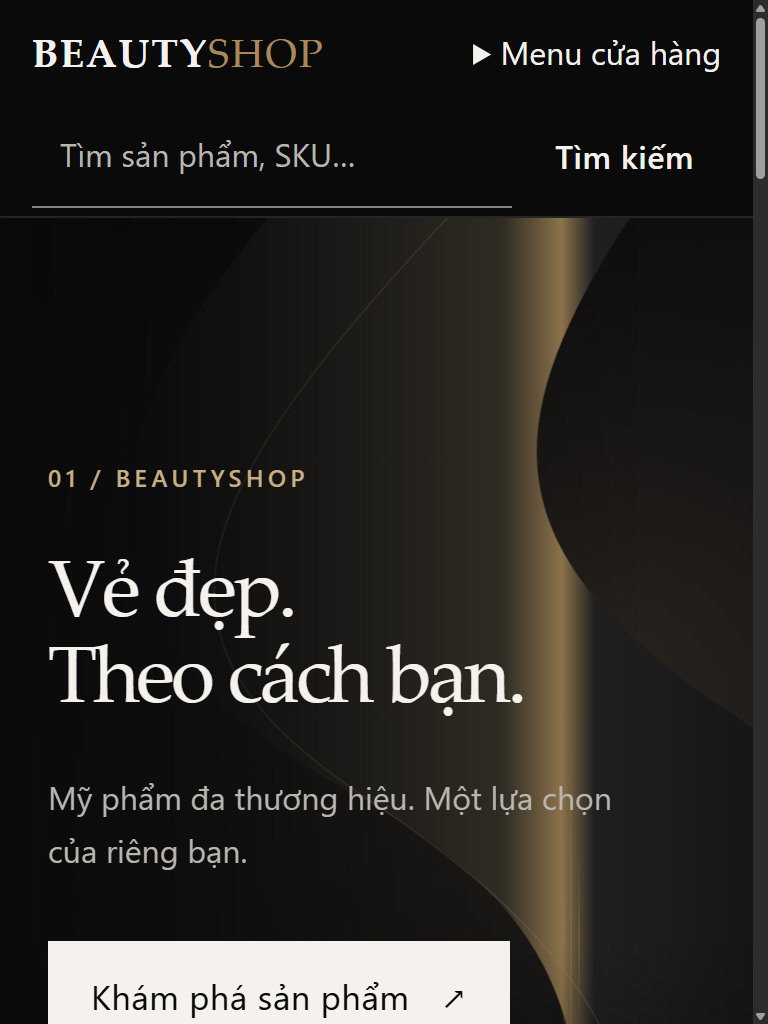 BEAUTYSHOP
▶ Menu cửa hàng
Tìm sản phẩm, SKU...
Tìm kiếm
01 / BEAUTYSHOP
Vẻ đẹp.
Theo cách bạn.
Mỹ phẩm đa thương hiệu. Một lựa chọn
của riêng bạn.
Khám phá sản phẩm ↗